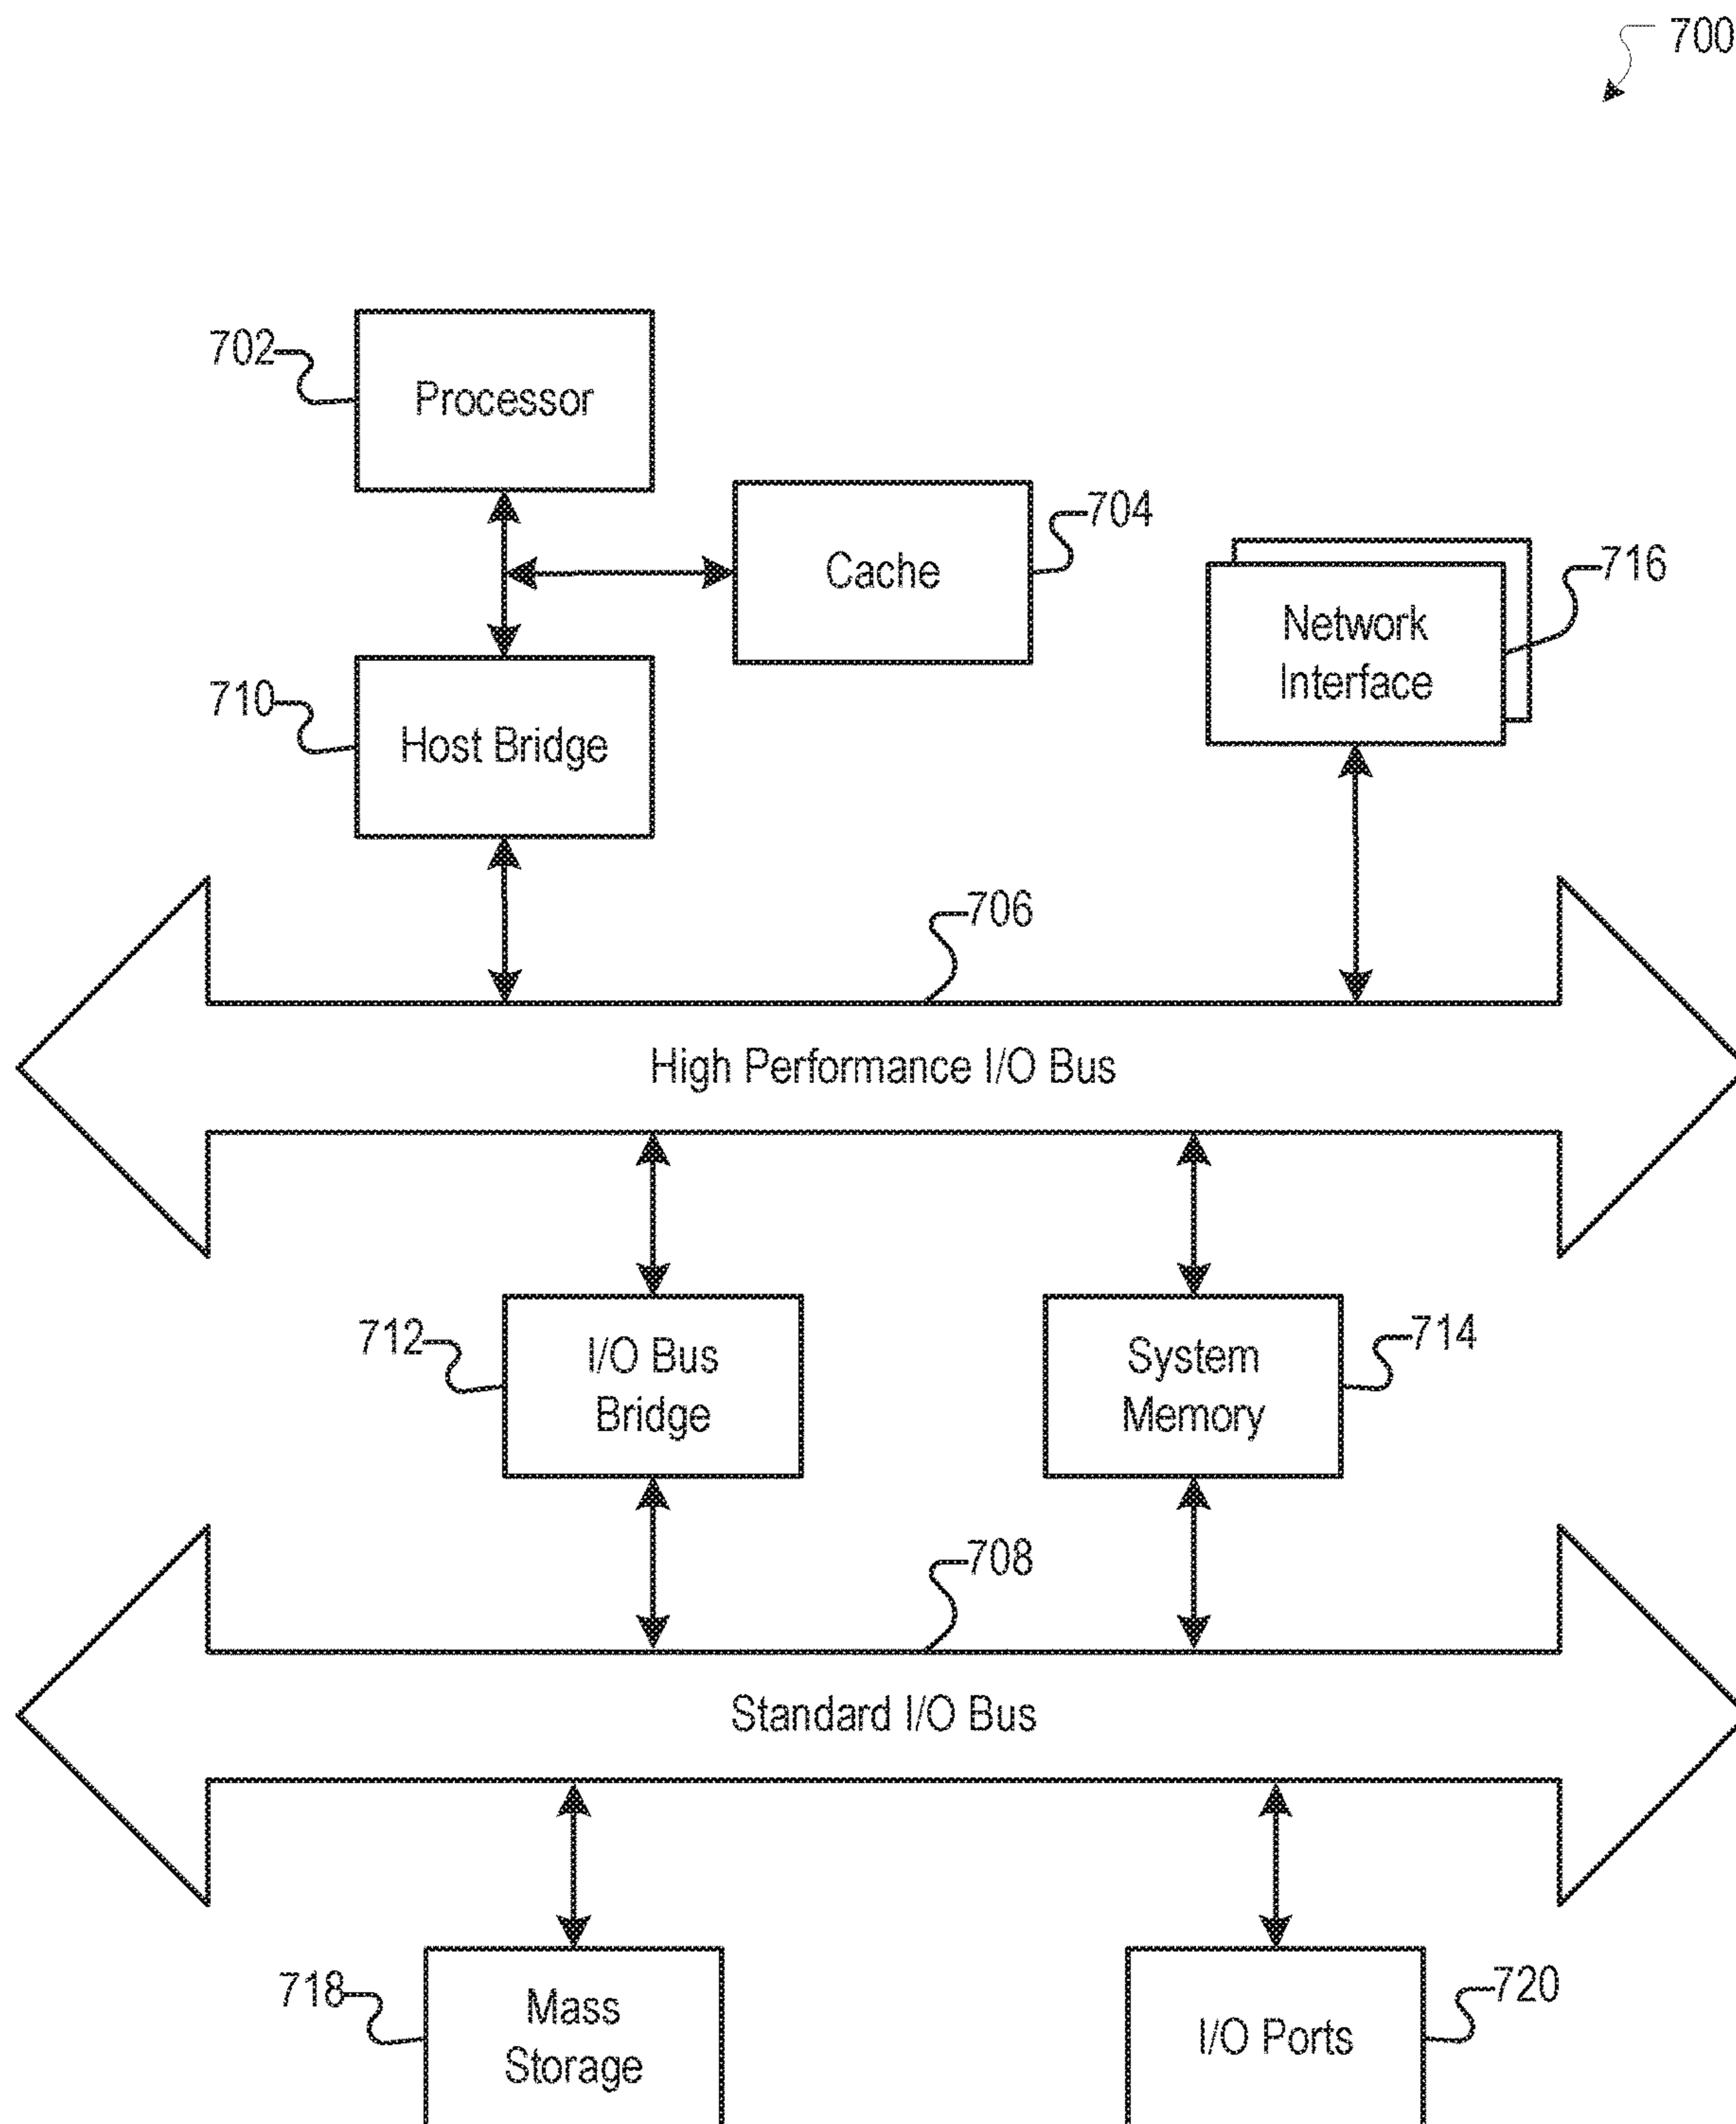 700
702
Processor
704
Cache
716
Network
Interface
710
Host Bridge
706
High Performance I/O Bus
712
I/O Bus
Bridge
714
System
Memory
708
Standard I/O Bus
718
Mass
Storage
720
I/O Ports